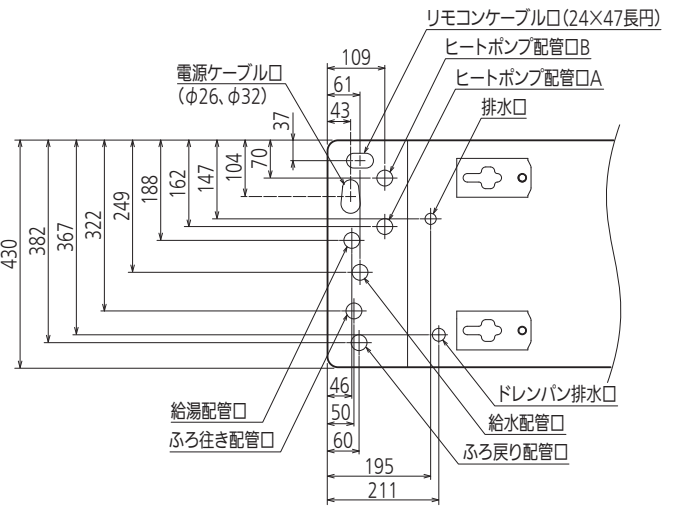 リモコンケーブル口(24×47長円)
ヒートポンプ配管口B
109
電源ケーブル口
(φ26、φ32)
61
ヒートポンプ配管口A
43
排水口
37
70
104
147
162
188
249
322
367
382
430
46
ドレンパン排水口
給湯配管口
50
給水配管口
ふろ往き配管口
60
ふろ戻り配管口
195
211